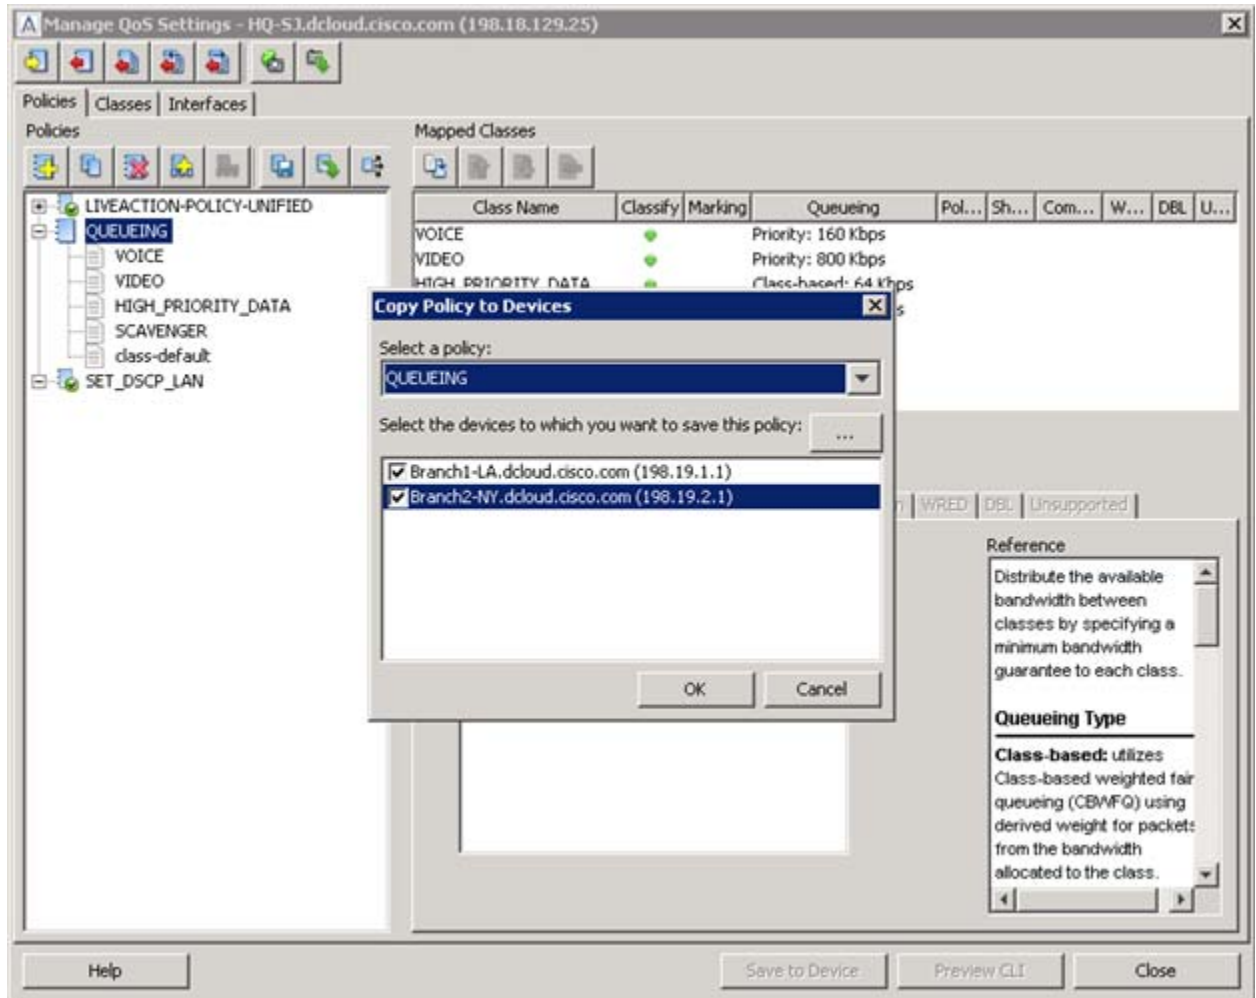 Manage QoS Settings - HQ-SJ.dcloud.cisco.com (198.18.129.25)
Policies Classes Interfaces
Policies
Mapped Classes
LIVEACTION-POLICY-UNIFIED
QUEUEING
VOICE
VIDEO
HIGH_PRIORITY_DATA
SCAVENGER
class-default
SET_DSCP_LAN
Class Name Classify Marking Queueing Pol... Sh... Com... W... DBL U...
VOICE Priority: 160 Kbps
VIDEO Priority: 800 Kbps
HIGH_PRIORITY_DATA Class-based: 64 Kbps
s
Copy Policy to Devices
Select a policy:
QUEUEING
Select the devices to which you want to save this policy: ...
Branch1-LA.dcloud.cisco.com (198.19.1.1)
Branch2-NY.dcloud.cisco.com (198.19.2.1)
OK Cancel
n WRED DBL Unsupported
Reference
Distribute the available
bandwidth between
classes by specifying a
minimum bandwidth
guarantee to each class.
Queueing Type
Class-based: utilizes
Class-based weighted fair
queueing (CBWFQ) using
derived weight for packets
from the bandwidth
allocated to the class.
Help Save to Device Preview CLI Close